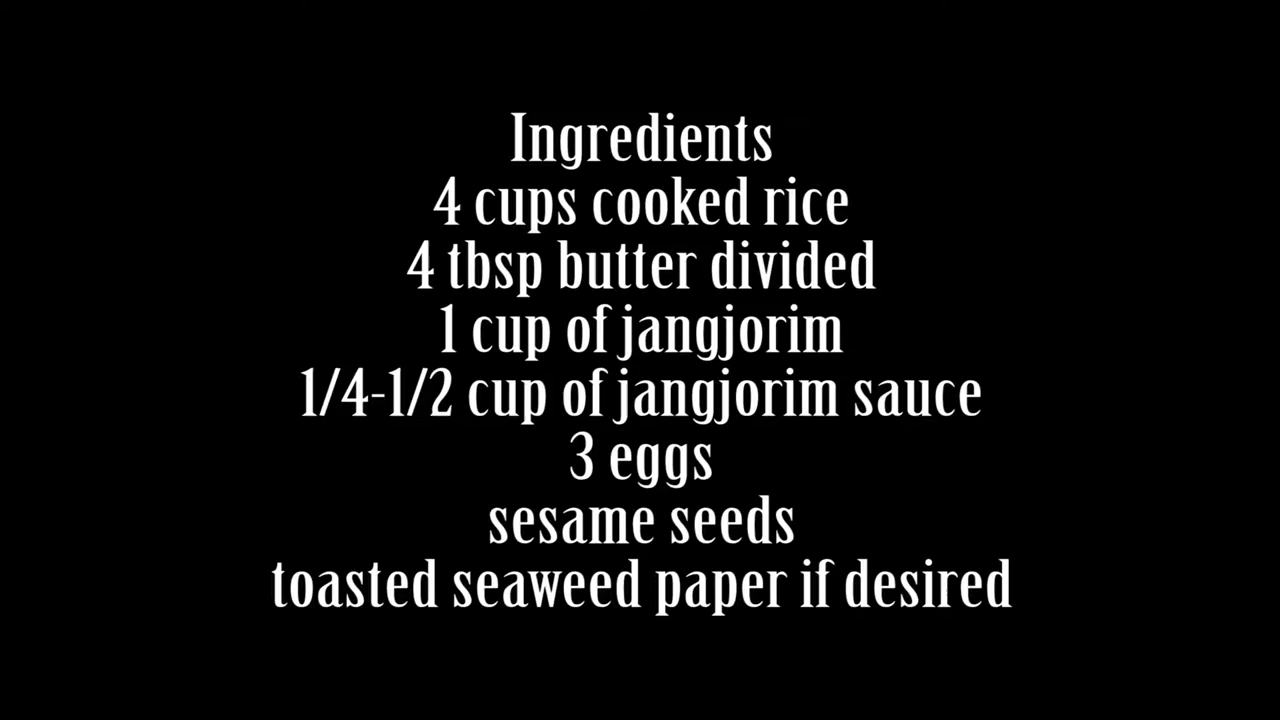 Ingredients
4 cups cooked rice
4 tbsp butter divided
1 cup of jangjorim
1/4-1/2 cup of jangjorim sauce
3 eggs
sesame seeds
toasted seaweed paper if desired